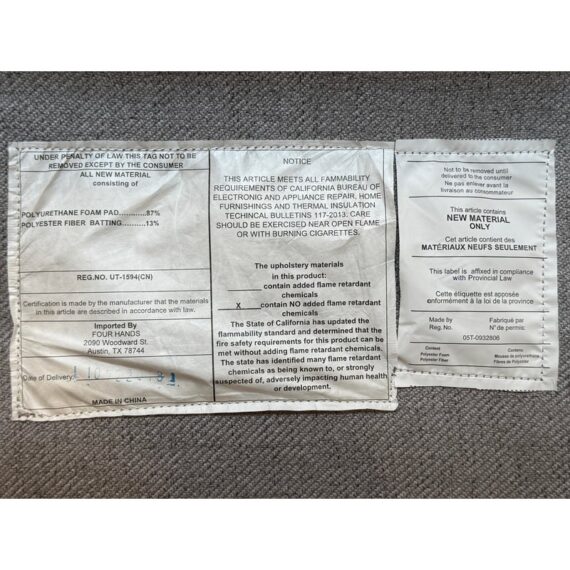 UNDER PENALTY OF LAW THIS TAG NOT TO BE
REMOVED EXCEPT BY THE CONSUMER
ALL NEW MATERIAL
consisting of
POLYURETHANE FOAM PAD...........87%
POLYESTER FIBER BATTING...........13%
REG.NO. UT-1594(CN)
Certification is made by the manufacturer that the materials
in this article are described in accordance with law.
Imported By
FOUR HANDS
2090 Woodward St.
Austin, TX 78744
Date of Delivery:
MADE IN CHINA
NOTICE
THIS ARTICLE MEETS ALL FAMMABILITY
REQUIREMENTS OF CALIFORNIA BUREAU OF
ELECTRONIG AND APPLIANCE REPAIR, HOME
FURNISHINGS AND THERMAL INSULATION
TECHINCAL BULLETINS 117-2013. CARE
SHOULD BE EXERCISED NEAR OPEN FLAME
OR WITH BURNING CIGARETTES.
The upholstery materials
in this product:
contain added flame retardant
chemicals
X contain NO added flame retardant
chemicals
The State of California has updated the
flammability standard and determined that the
fire safety requirements for this product can be
met without adding flame retardant chemicals.
The state has identified many flame retardant
chemicals as being known to, or strongly
suspected of, adversely impacting human health
or development.
Not to be removed until
delivered to the consumer
Ne pas enlever avant la
livraison au consommateur
This article contains
NEW MATERIAL
ONLY
Cet article contient des
MATÉRIAUX NEUFS SEULEMENT
This label is affixed in compliance
with Provincial Law
Cette étiquette est apposée
conformément à la loi de la province
Made by Fabriqué par
Reg No. N° de permis:
05T-0932806
Content Contenu
Polyester Foam Mousse de polyuréthane
Polyester Fiber Fibres de Polyester